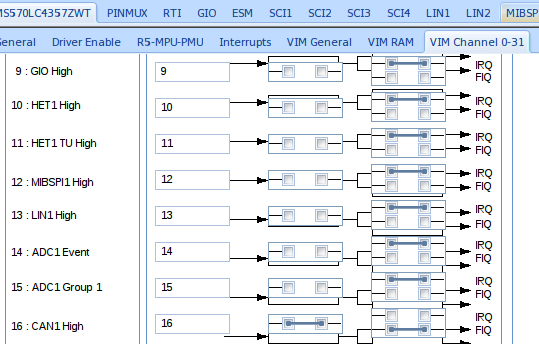 MS570LC4357ZWT PINMUX RTI GIO ESM SCI1 SCI2 SCI3 SCI4 LIN1 LIN2 MIBSP
General Driver Enable R5-MPU-PMU Interrupts VIM General VIM RAM VIM Channel 0-31
9 : GIO High 9 IRQ
FIQ
10 : HET1 High 10 IRQ
FIQ
11 : HET1 TU High 11 IRQ
FIQ
12 : MIBSPI1 High 12 IRQ
FIQ
13 : LIN1 High 13 IRQ
FIQ
14 : ADC1 Event 14 IRQ
FIQ
15 : ADC1 Group 1 15 IRQ
FIQ
16 : CAN1 High 16 IRQ
FIQ